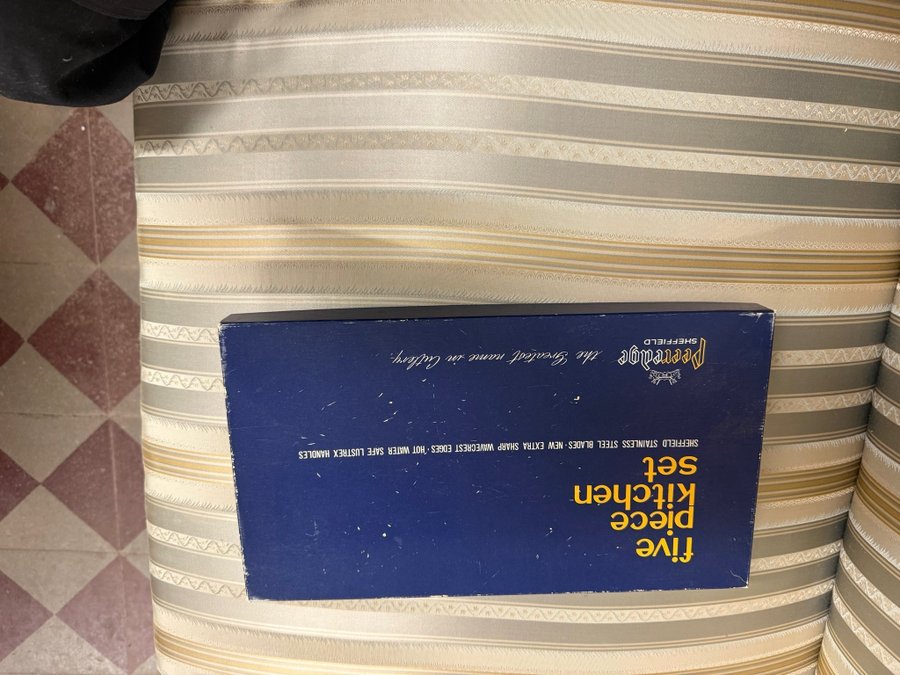 five
piece
kitchen
set
SHEFFIELD STAINLESS STEEL BLADES · NEW EXTRA SHARP WAVECREST EDGES · HOT WATER SAFE LUSTREX HANDLES
Peeredge
SHEFFIELD
the Greatest name in Cutlery.